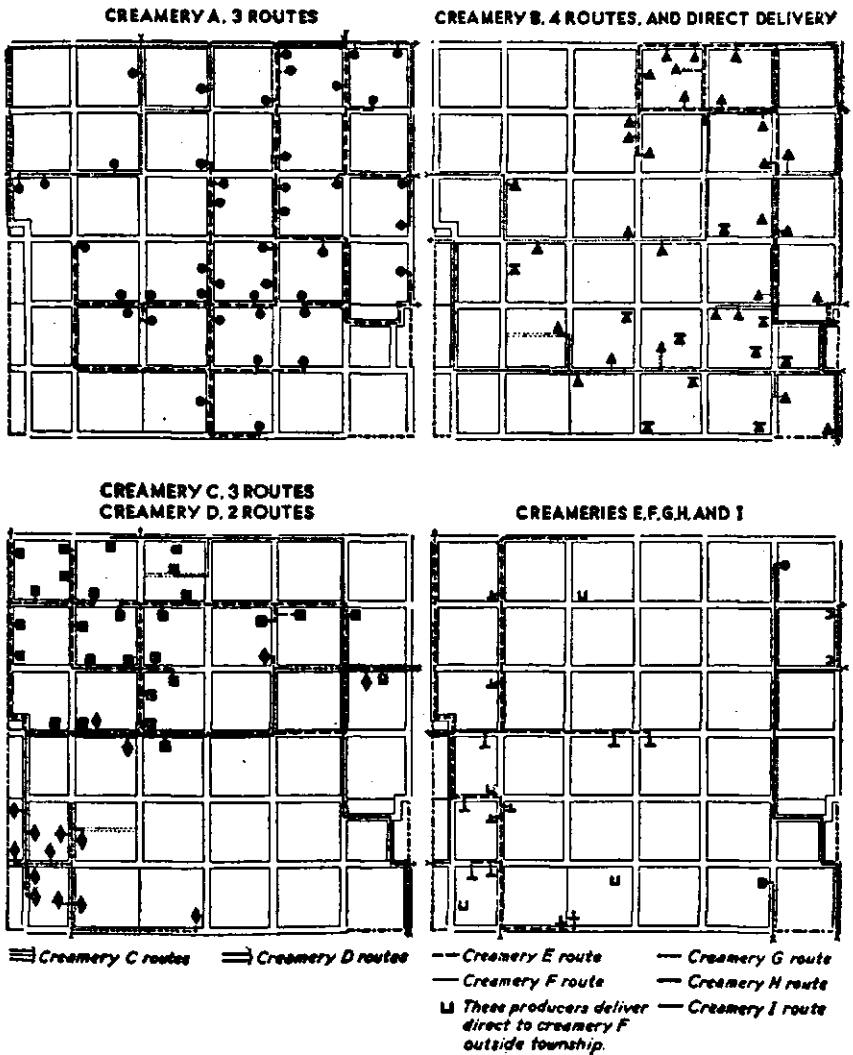 CREAMERY A, 3 ROUTES
CREAMERY B, 4 ROUTES, AND DIRECT DELIVERY
CREAMERY C, 3 ROUTES
CREAMERY D, 2 ROUTES
CREAMERIES E,F,G,H, AND I
Creamery C routes
Creamery D routes
Creamery E route
Creamery F route
These producers deliver
direct to creamery F
outside township.
Creamery G route
Creamery H route
Creamery I route